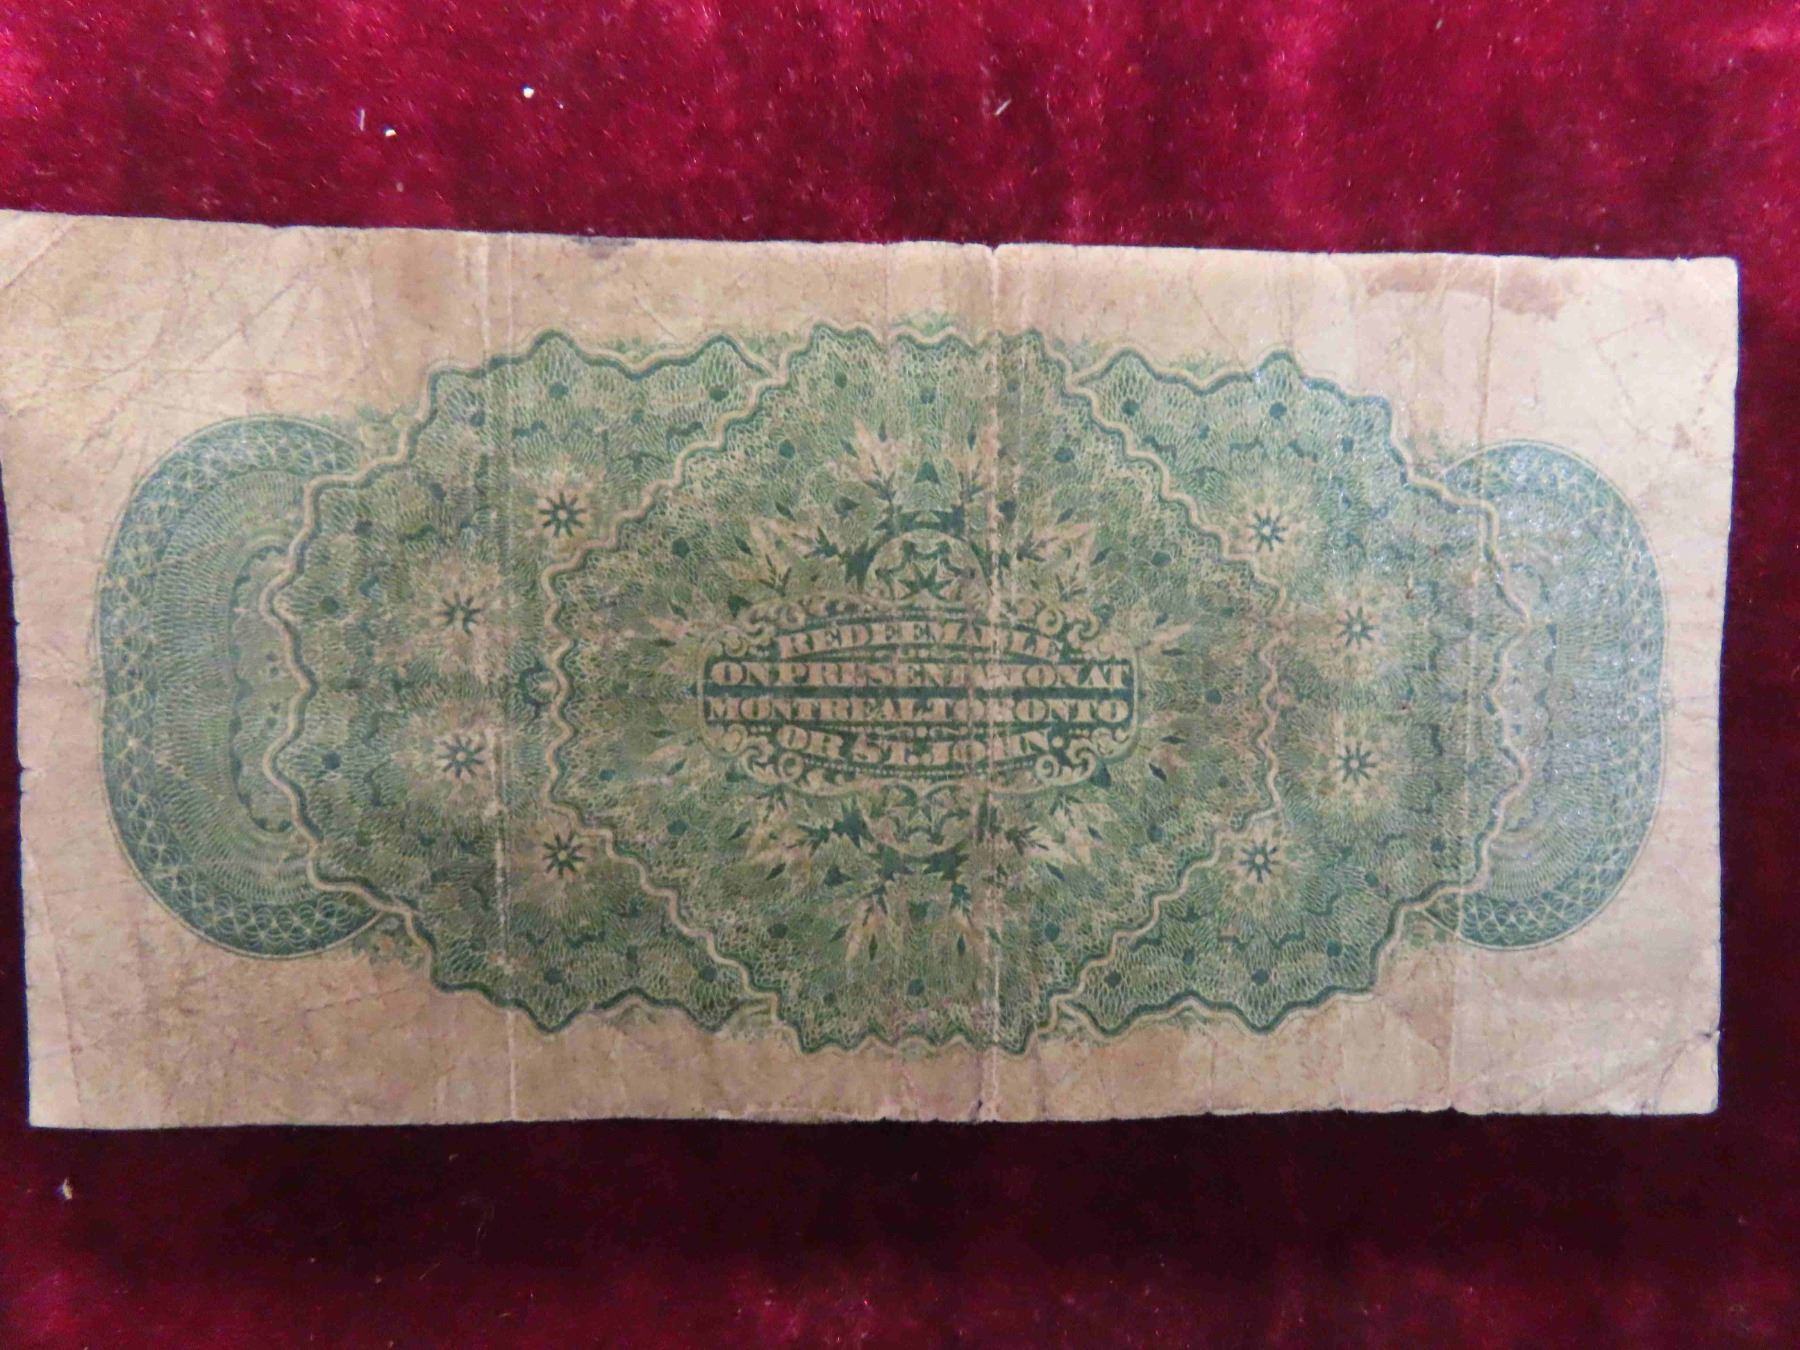 REDEEMABLE
ON PRESENTATION AT
MONTREAL, TORONTO
OR ST. JOHN.